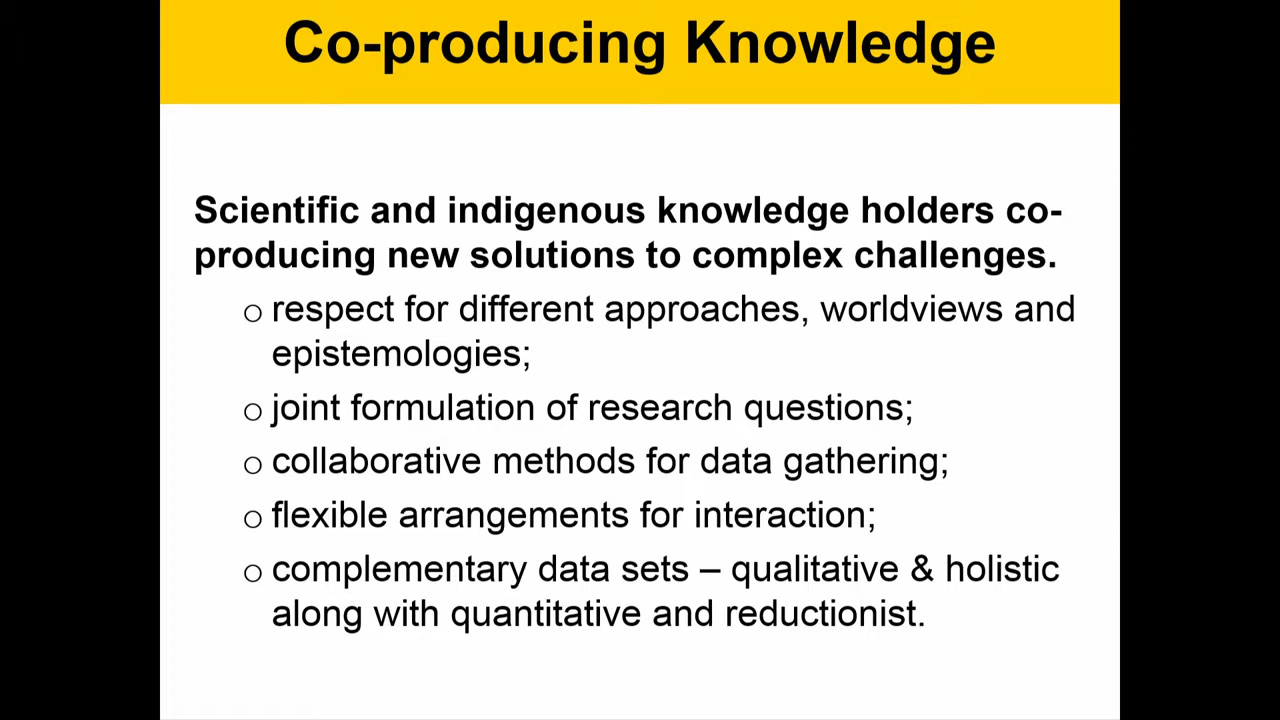 Co-producing Knowledge
Scientific and indigenous knowledge holders co-
producing new solutions to complex challenges.
o respect for different approaches, worldviews and
epistemologies;
o joint formulation of research questions;
o collaborative methods for data gathering;
o flexible arrangements for interaction;
o complementary data sets – qualitative & holistic
along with quantitative and reductionist.